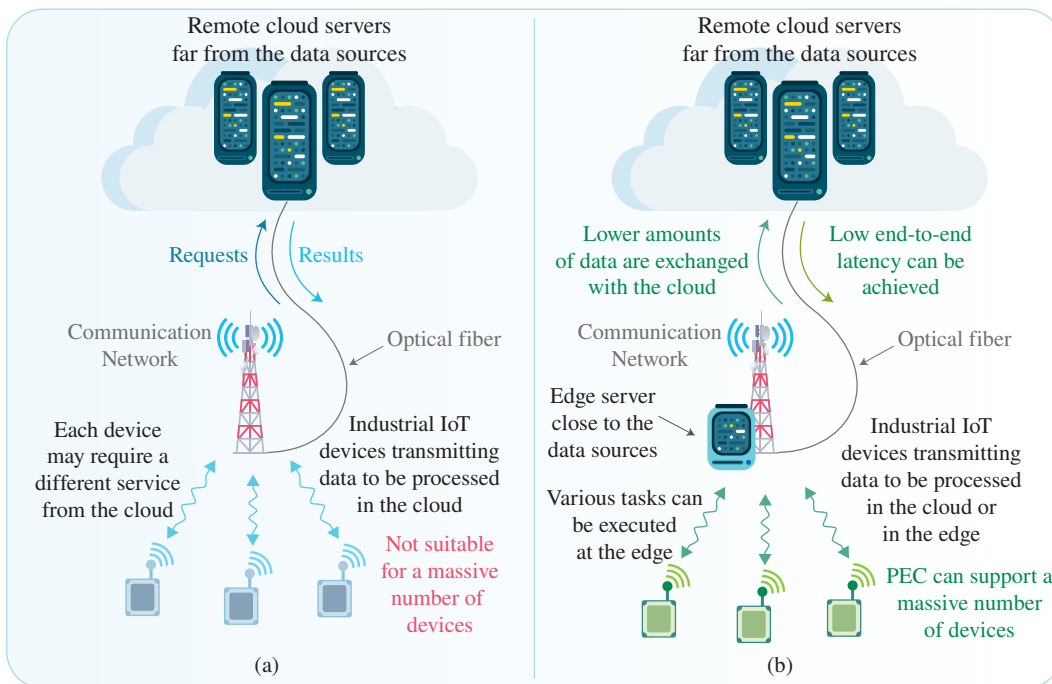 Remote cloud servers
far from the data sources
Requests
Results
Communication
Network
Optical fiber
Each device
may require a
different service
from the cloud
Industrial IoT
devices transmitting
data to be processed
in the cloud
Not suitable
for a massive
number of
devices
(a)
Remote cloud servers
far from the data sources
Lower amounts
of data are exchanged
with the cloud
Low end-to-end
latency can be
achieved
Communication
Network
Optical fiber
Edge server
close to the
data sources
Industrial IoT
devices transmitting
data to be processed
in the cloud or
in the edge
Various tasks can
be executed
at the edge
PEC can support a
massive number
of devices
(b)